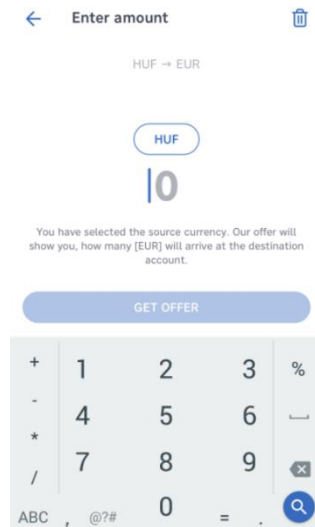 Enter amount
HUF → EUR
HUF
0
You have selected the source currency. Our offer will
show you, how many [EUR] will arrive at the destination
account.
GET OFFER
+ 1 2 3 %
- 4 5 6
* 
/ 7 8 9
ABC , @?# 0 = .